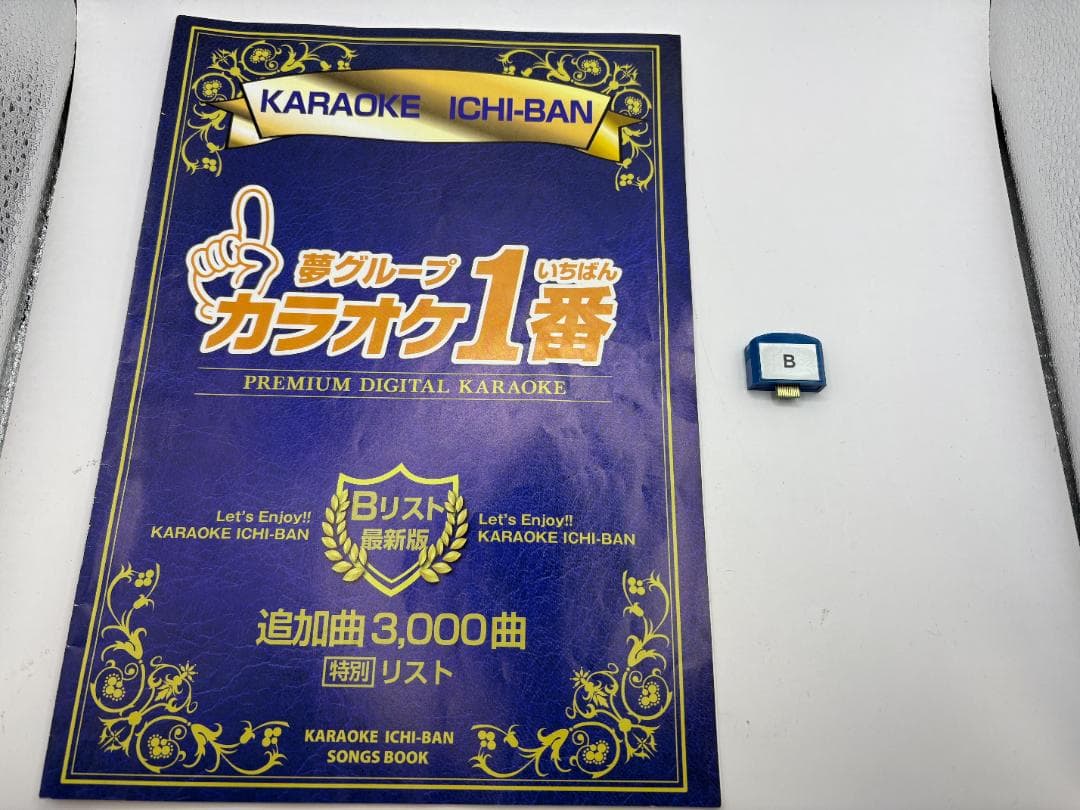 KARAOKE ICHI-BAN
夢グループ
カラオケ1番
いちばん
PREMIUM DIGITAL KARAOKE
Let's Enjoy!!
KARAOKE ICHI-BAN
Bリスト
最新版
Let's Enjoy!!
KARAOKE ICHI-BAN
追加曲3,000曲
特別リスト
KARAOKE ICHI-BAN
SONGS BOOK
B